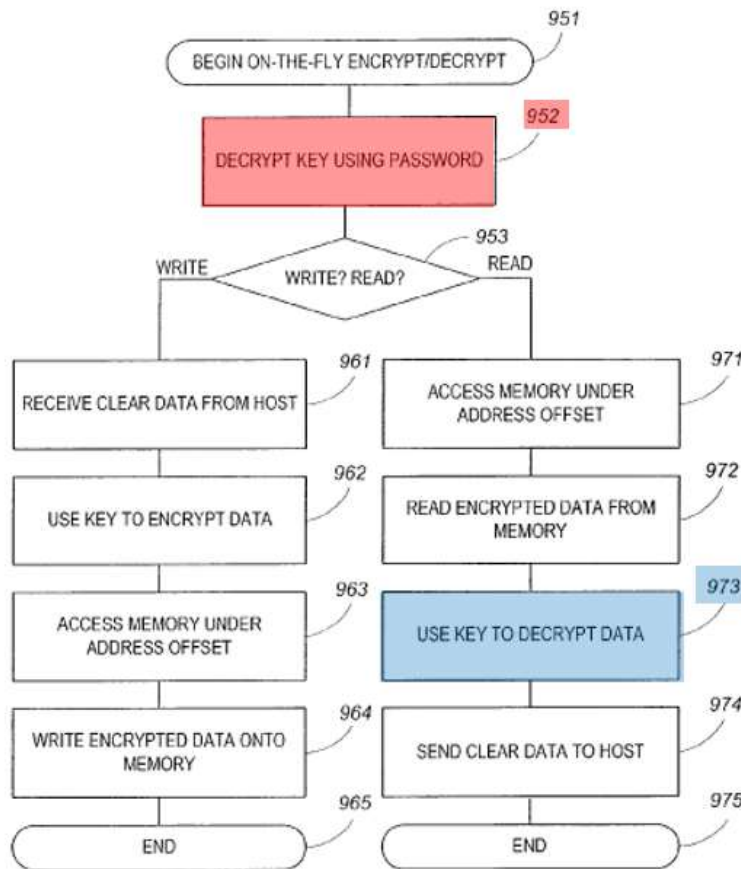 951
BEGIN ON-THE-FLY ENCRYPT/DECRYPT
952
DECRYPT KEY USING PASSWORD
953
WRITE
READ
WRITE? READ?
961
RECEIVE CLEAR DATA FROM HOST
962
USE KEY TO ENCRYPT DATA
963
ACCESS MEMORY UNDER
ADDRESS OFFSET
964
WRITE ENCRYPTED DATA ONTO
MEMORY
965
END
971
ACCESS MEMORY UNDER
ADDRESS OFFSET
972
READ ENCRYPTED DATA FROM
MEMORY
973
USE KEY TO DECRYPT DATA
974
SEND CLEAR DATA TO HOST
975
END